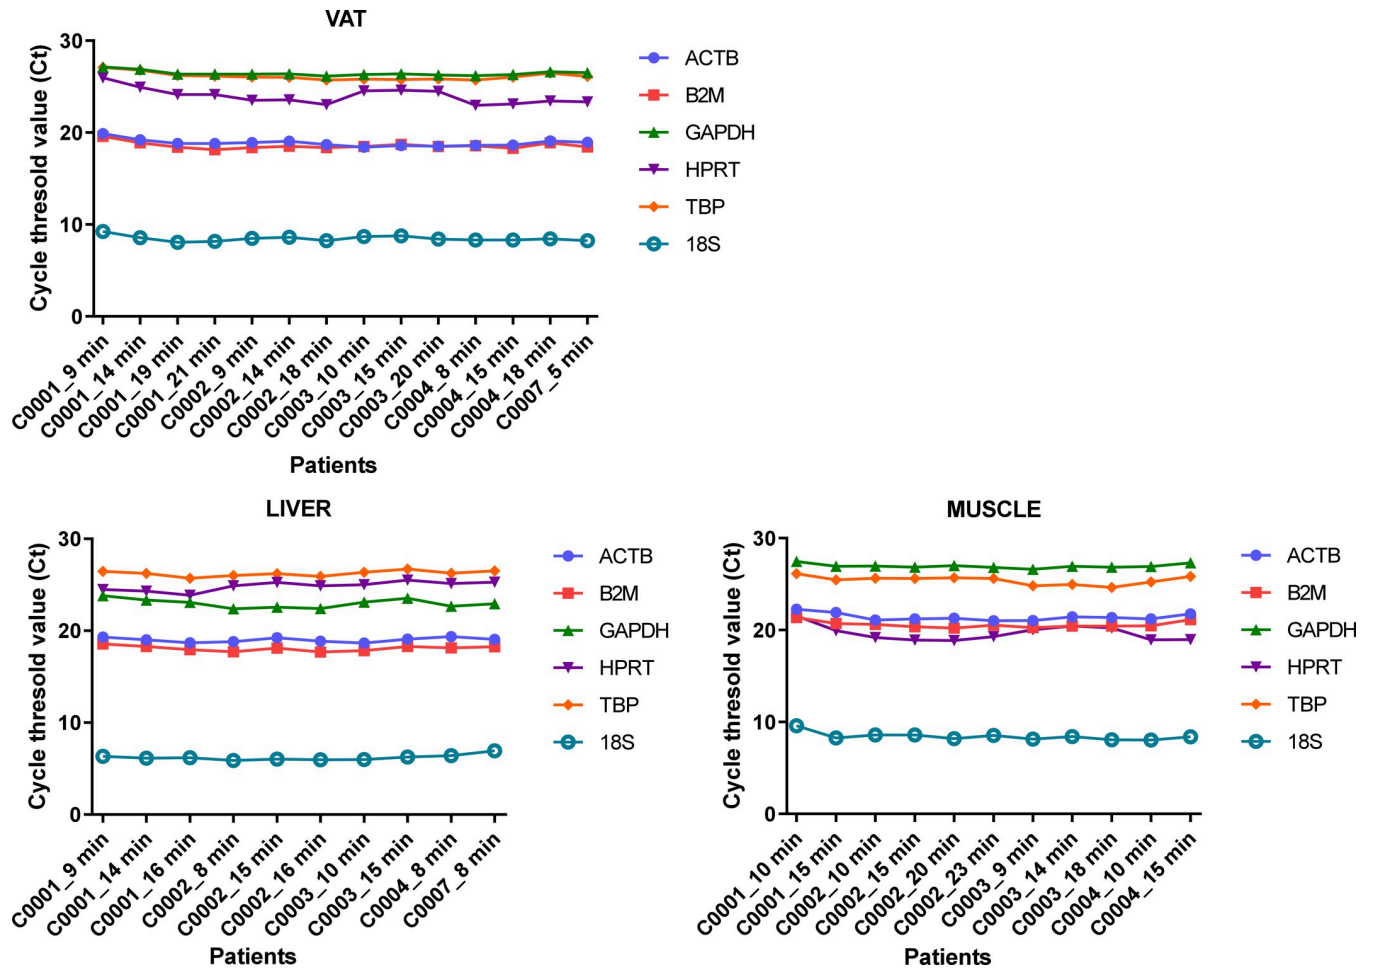 VAT
Cycle thresold value (Ct)
30
20
10
0
C0001_9 min
C0001_14 min
C0001_19 min
C0001_21 min
C0002_9 min
C0002_14 min
C0002_18 min
C0003_10 min
C0003_15 min
C0003_20 min
C0004_8 min
C0004_15 min
C0004_18 min
C0007_5 min
Patients
ACTB
B2M
GAPDH
HPRT
TBP
18S
LIVER
Cycle thresold value (Ct)
30
20
10
0
C0001_9 min
C0001_14 min
C0001_16 min
C0002_8 min
C0002_15 min
C0002_16 min
C0003_10 min
C0003_15 min
C0004_8 min
C0007_8 min
Patients
ACTB
B2M
GAPDH
HPRT
TBP
18S
MUSCLE
Cycle thresold value (Ct)
30
20
10
0
C0001_10 min
C0001_15 min
C0002_10 min
C0002_15 min
C0002_20 min
C0002_23 min
C0003_9 min
C0003_14 min
C0003_18 min
C0004_10 min
C0004_15 min
Patients
ACTB
B2M
GAPDH
HPRT
TBP
18S